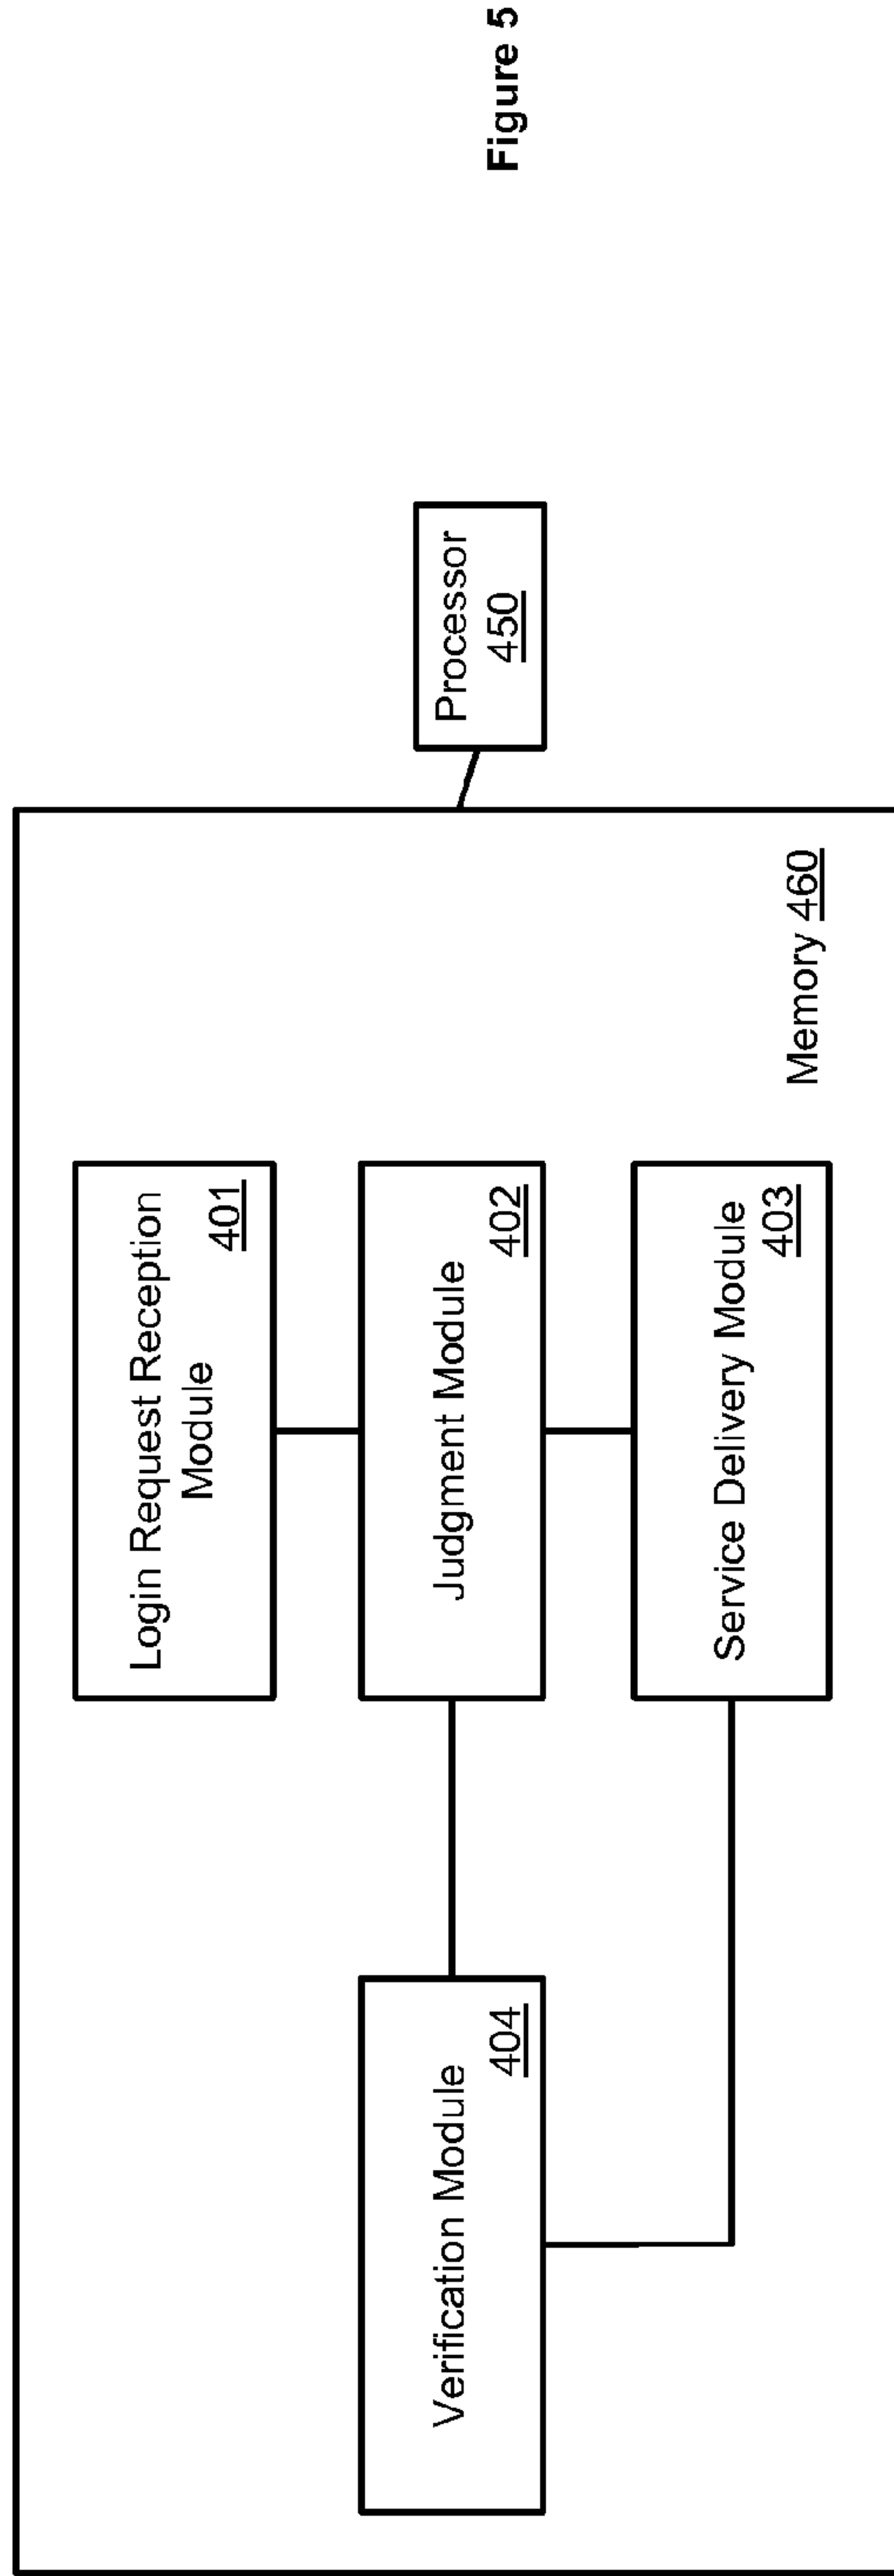 Login Request Reception
Module
401
Judgment Module
402
Verification Module
404
Service Delivery Module
403
Memory 460
Processor
450
Figure 5